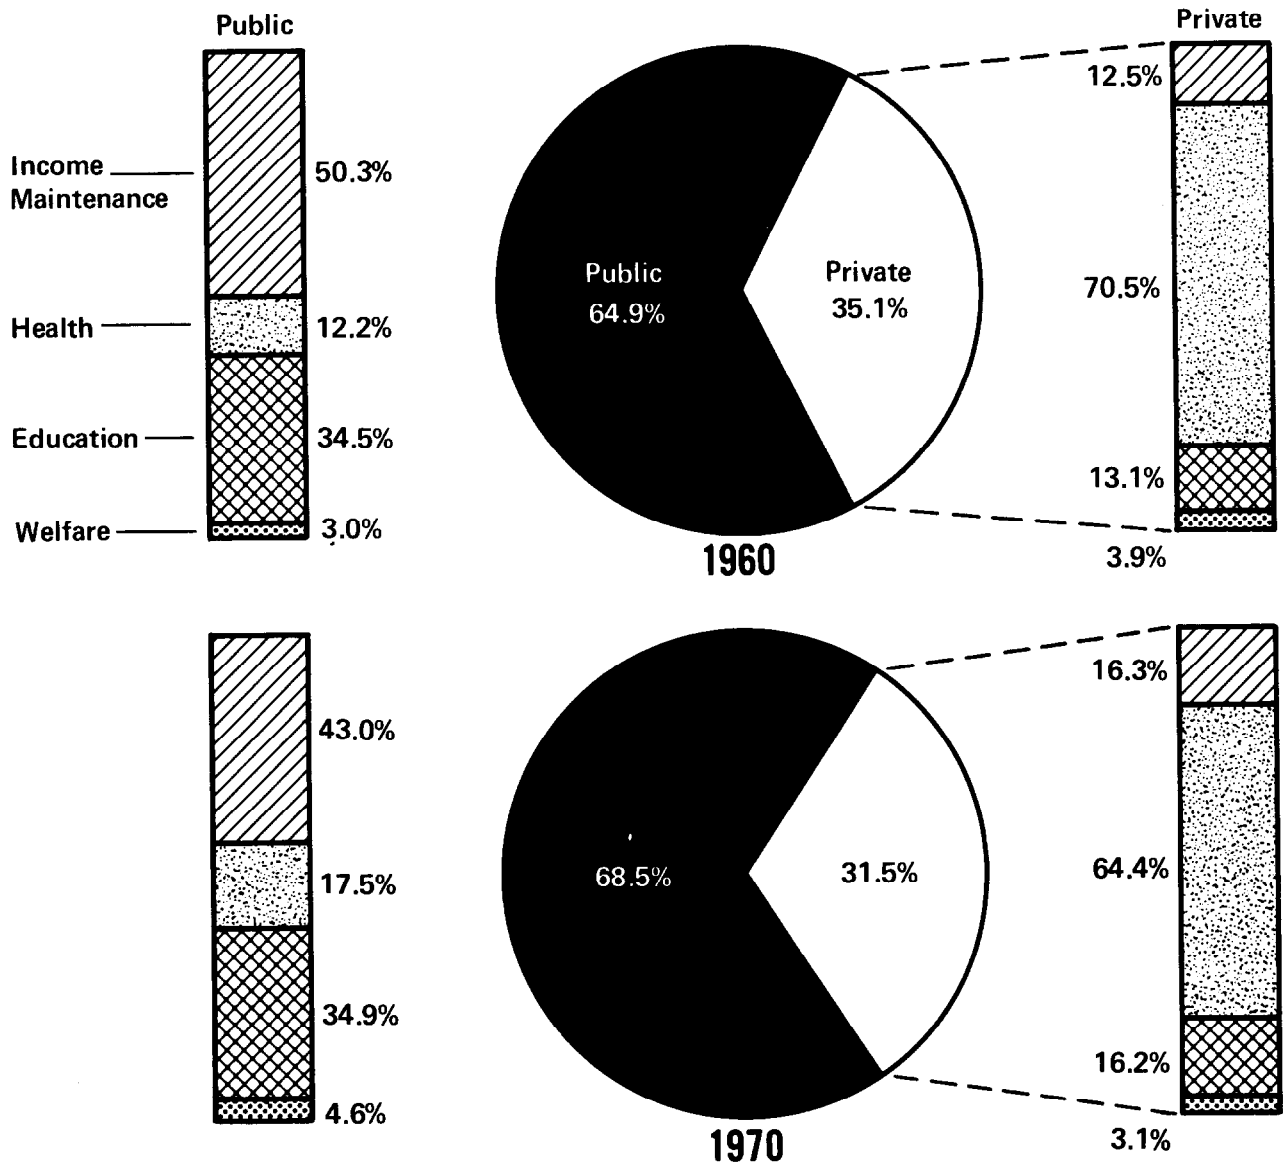 Public
Private
12.5%
Income
Maintenance
50.3%
Public
64.9%
Private
35.1%
70.5%
Health
12.2%
Education
34.5%
13.1%
Welfare
3.0%
3.9%
1960
43.0%
16.3%
17.5%
68.5%
31.5%
64.4%
34.9%
16.2%
4.6%
3.1%
1970